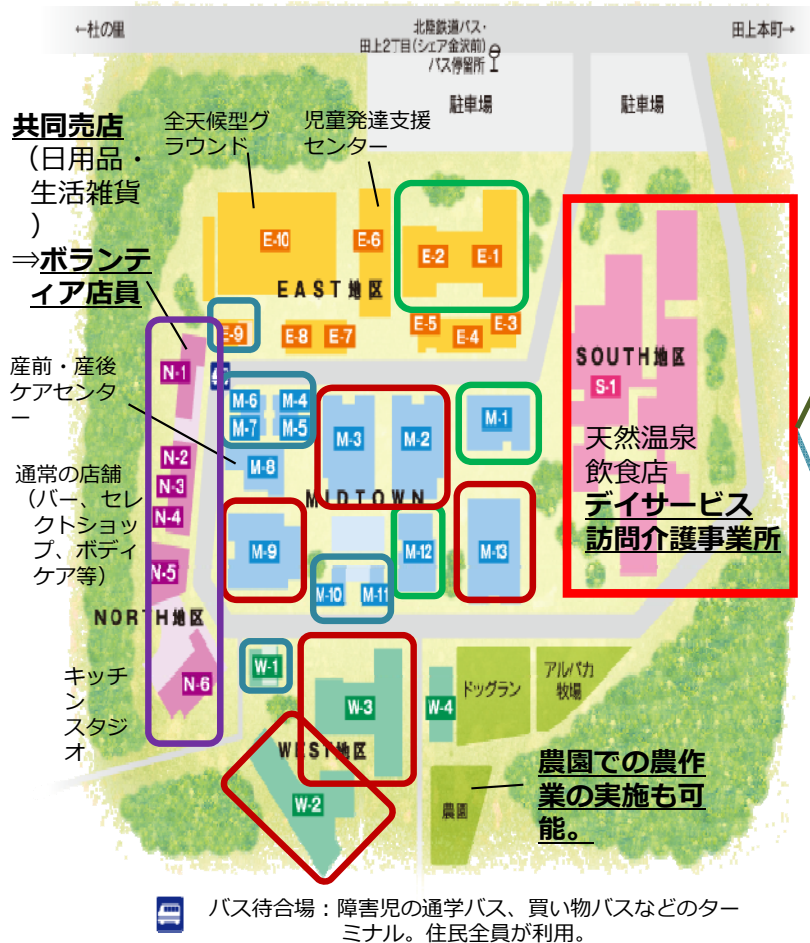 ←杜の里
北陸鉄道バス・
田上2丁目(シェア金沢前)
バス停留所
田上本町→
駐車場
駐車場
共同売店
（日用品・
生活雑貨
）
⇒ボランテ
ィア店員
全天候型グ
ラウンド
児童発達支援
センター
E-10
E-6
E-2
E-1
EAST地区
E-9
E-8
E-7
E-5
E-4
E-3
SOUTH地区
S-1
天然温泉
飲食店
デイサービス
訪問介護事業所
産前・産後
ケアセンタ
ー
N-1
M-6
M-4
M-7
M-5
M-3
M-2
M-1
M-8
N-2
N-3
N-4
通常の店舗
（バー、セレ
クトショッ
プ、ボディ
ケア等）
MIDTOWN
M-9
M-12
M-13
N-5
M-10
M-11
NORTH地区
キッチ
ン
スタジ
オ
N-6
W-1
W-3
W-4
ドッグラン
アルパカ
牧場
WEST地区
W-2
農園
農園での農作
業の実施も可
能。
バス待合場：障害児の通学バス、買い物バスなどのター
ミナル。住民全員が利用。